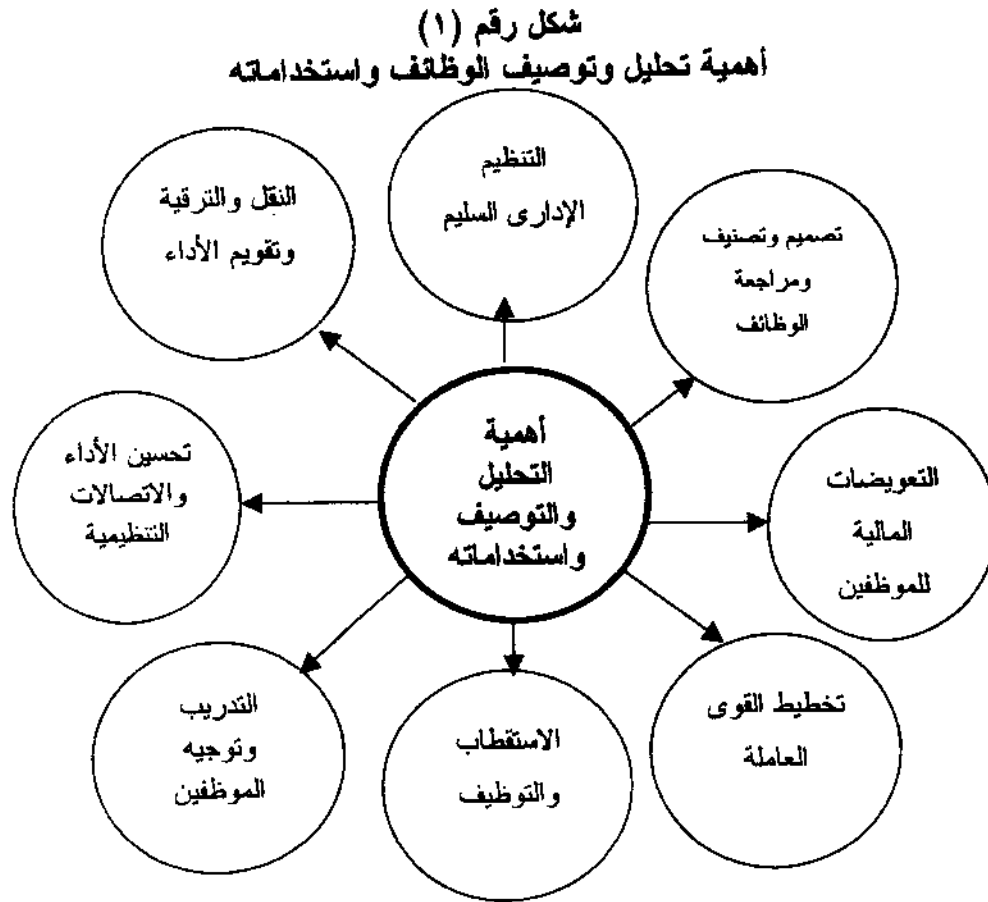 شكل رقم (١)
أهمية تحليل وتوصيف الوظائف واستخداماته
التنظيم
الإدارى السليم
تصميم وتصنيف
ومراجعة
الوظائف
التعويضات
المالية
للموظفين
تخطيط القوى
العاملة
الاستقطاب
والتوظيف
التدريب
وتوجيه
الموظفين
تحسين الأداء
والاتصالات
التنظيمية
النقل والترقية
وتقويم الأداء
أهمية
التحليل
والتوصيف
واستخداماته